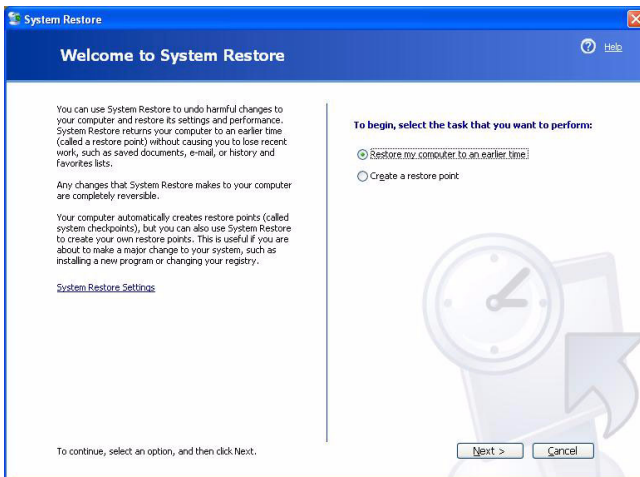 System Restore
Welcome to System Restore
Help
You can use System Restore to undo harmful changes to
your computer and restore its settings and performance.
System Restore returns your computer to an earlier time
(called a restore point) without causing you to lose recent
work, such as saved documents, e-mail, or history and
favorites lists.
Any changes that System Restore makes to your computer
are completely reversible.
Your computer automatically creates restore points (called
system checkpoints), but you can also use System Restore
to create your own restore points. This is useful if you are
about to make a major change to your system, such as
installing a new program or changing your registry.
System Restore Settings
To begin, select the task that you want to perform:
Restore my computer to an earlier time
Create a restore point
To continue, select an option, and then click Next.
Next >
Cancel